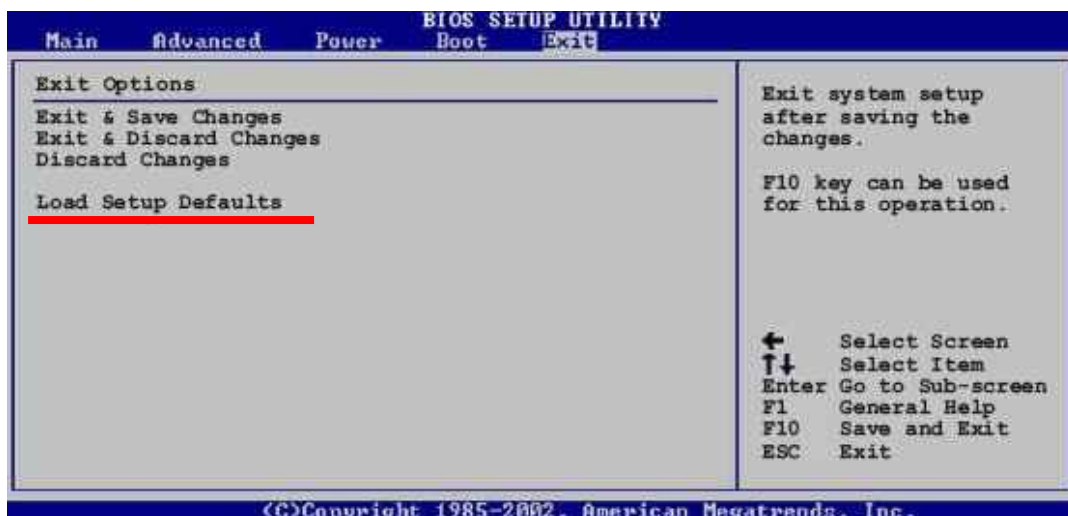 BIOS SETUP UTILITY
Main Advanced Power Boot Exit
Exit Options
Exit & Save Changes
Exit & Discard Changes
Discard Changes
Load Setup Defaults
Exit system setup
after saving the
changes.
F10 key can be used
for this operation.
← Select Screen
↑↓ Select Item
Enter Go to Sub-screen
F1 General Help
F10 Save and Exit
ESC Exit
(C)Copyright 1985-2002, American Megatrends, Inc.